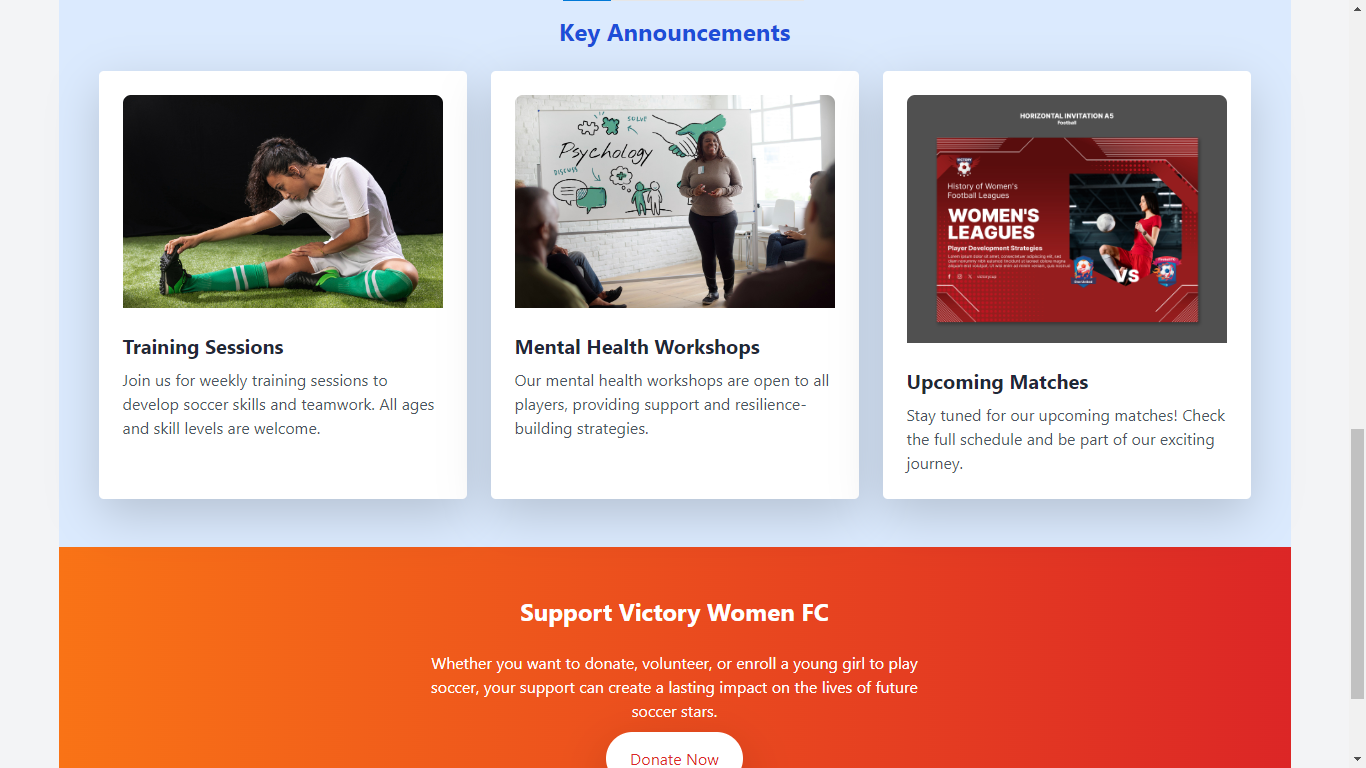 Key Announcements
SOLVE
Psychology
DISCUSS
HORIZONTAL INVITATION A5
Football
VICTORY
History of Women's
Football Leagues
WOMEN'S
LEAGUES
Player Development Strategies
VS
Training Sessions
Join us for weekly training sessions to
develop soccer skills and teamwork. All ages
and skill levels are welcome.
Mental Health Workshops
Our mental health workshops are open to all
players, providing support and resilience-
building strategies.
Upcoming Matches
Stay tuned for our upcoming matches! Check
the full schedule and be part of our exciting
journey.
Support Victory Women FC
Whether you want to donate, volunteer, or enroll a young girl to play
soccer, your support can create a lasting impact on the lives of future
soccer stars.
Donate Now